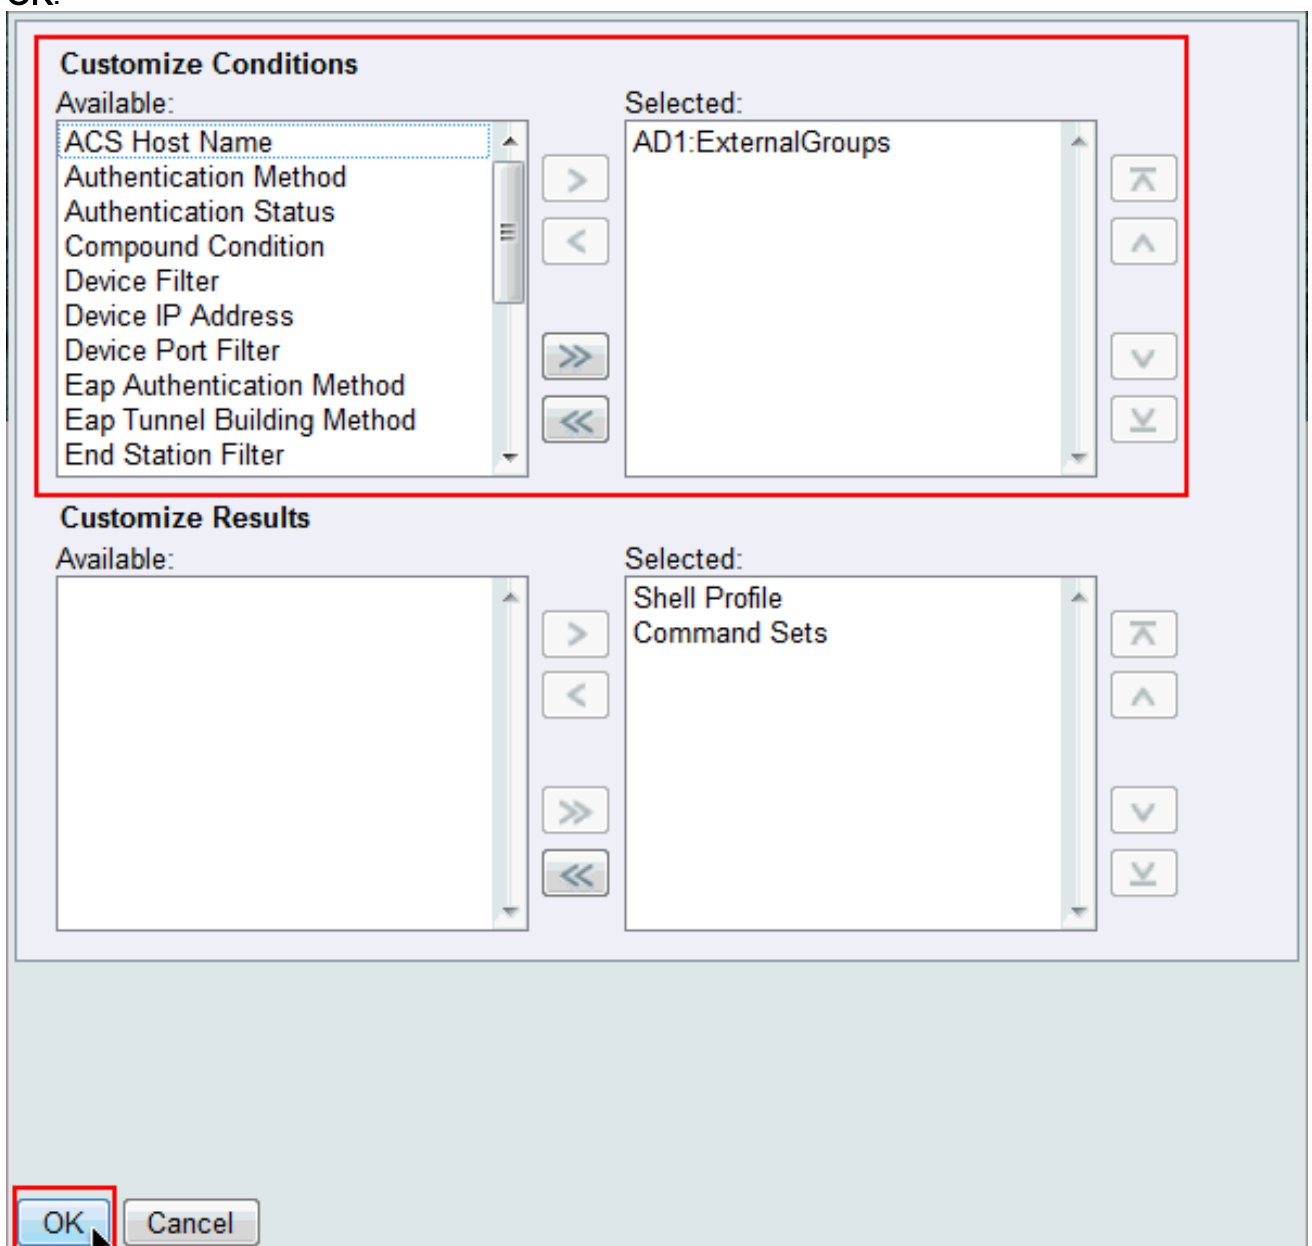 OK.
Customize Conditions
Available:
Selected:
ACS Host Name
Authentication Method
Authentication Status
Compound Condition
Device Filter
Device IP Address
Device Port Filter
Eap Authentication Method
Eap Tunnel Building Method
End Station Filter
AD1:ExternalGroups
Customize Results
Available:
Selected:
Shell Profile
Command Sets
OK
Cancel